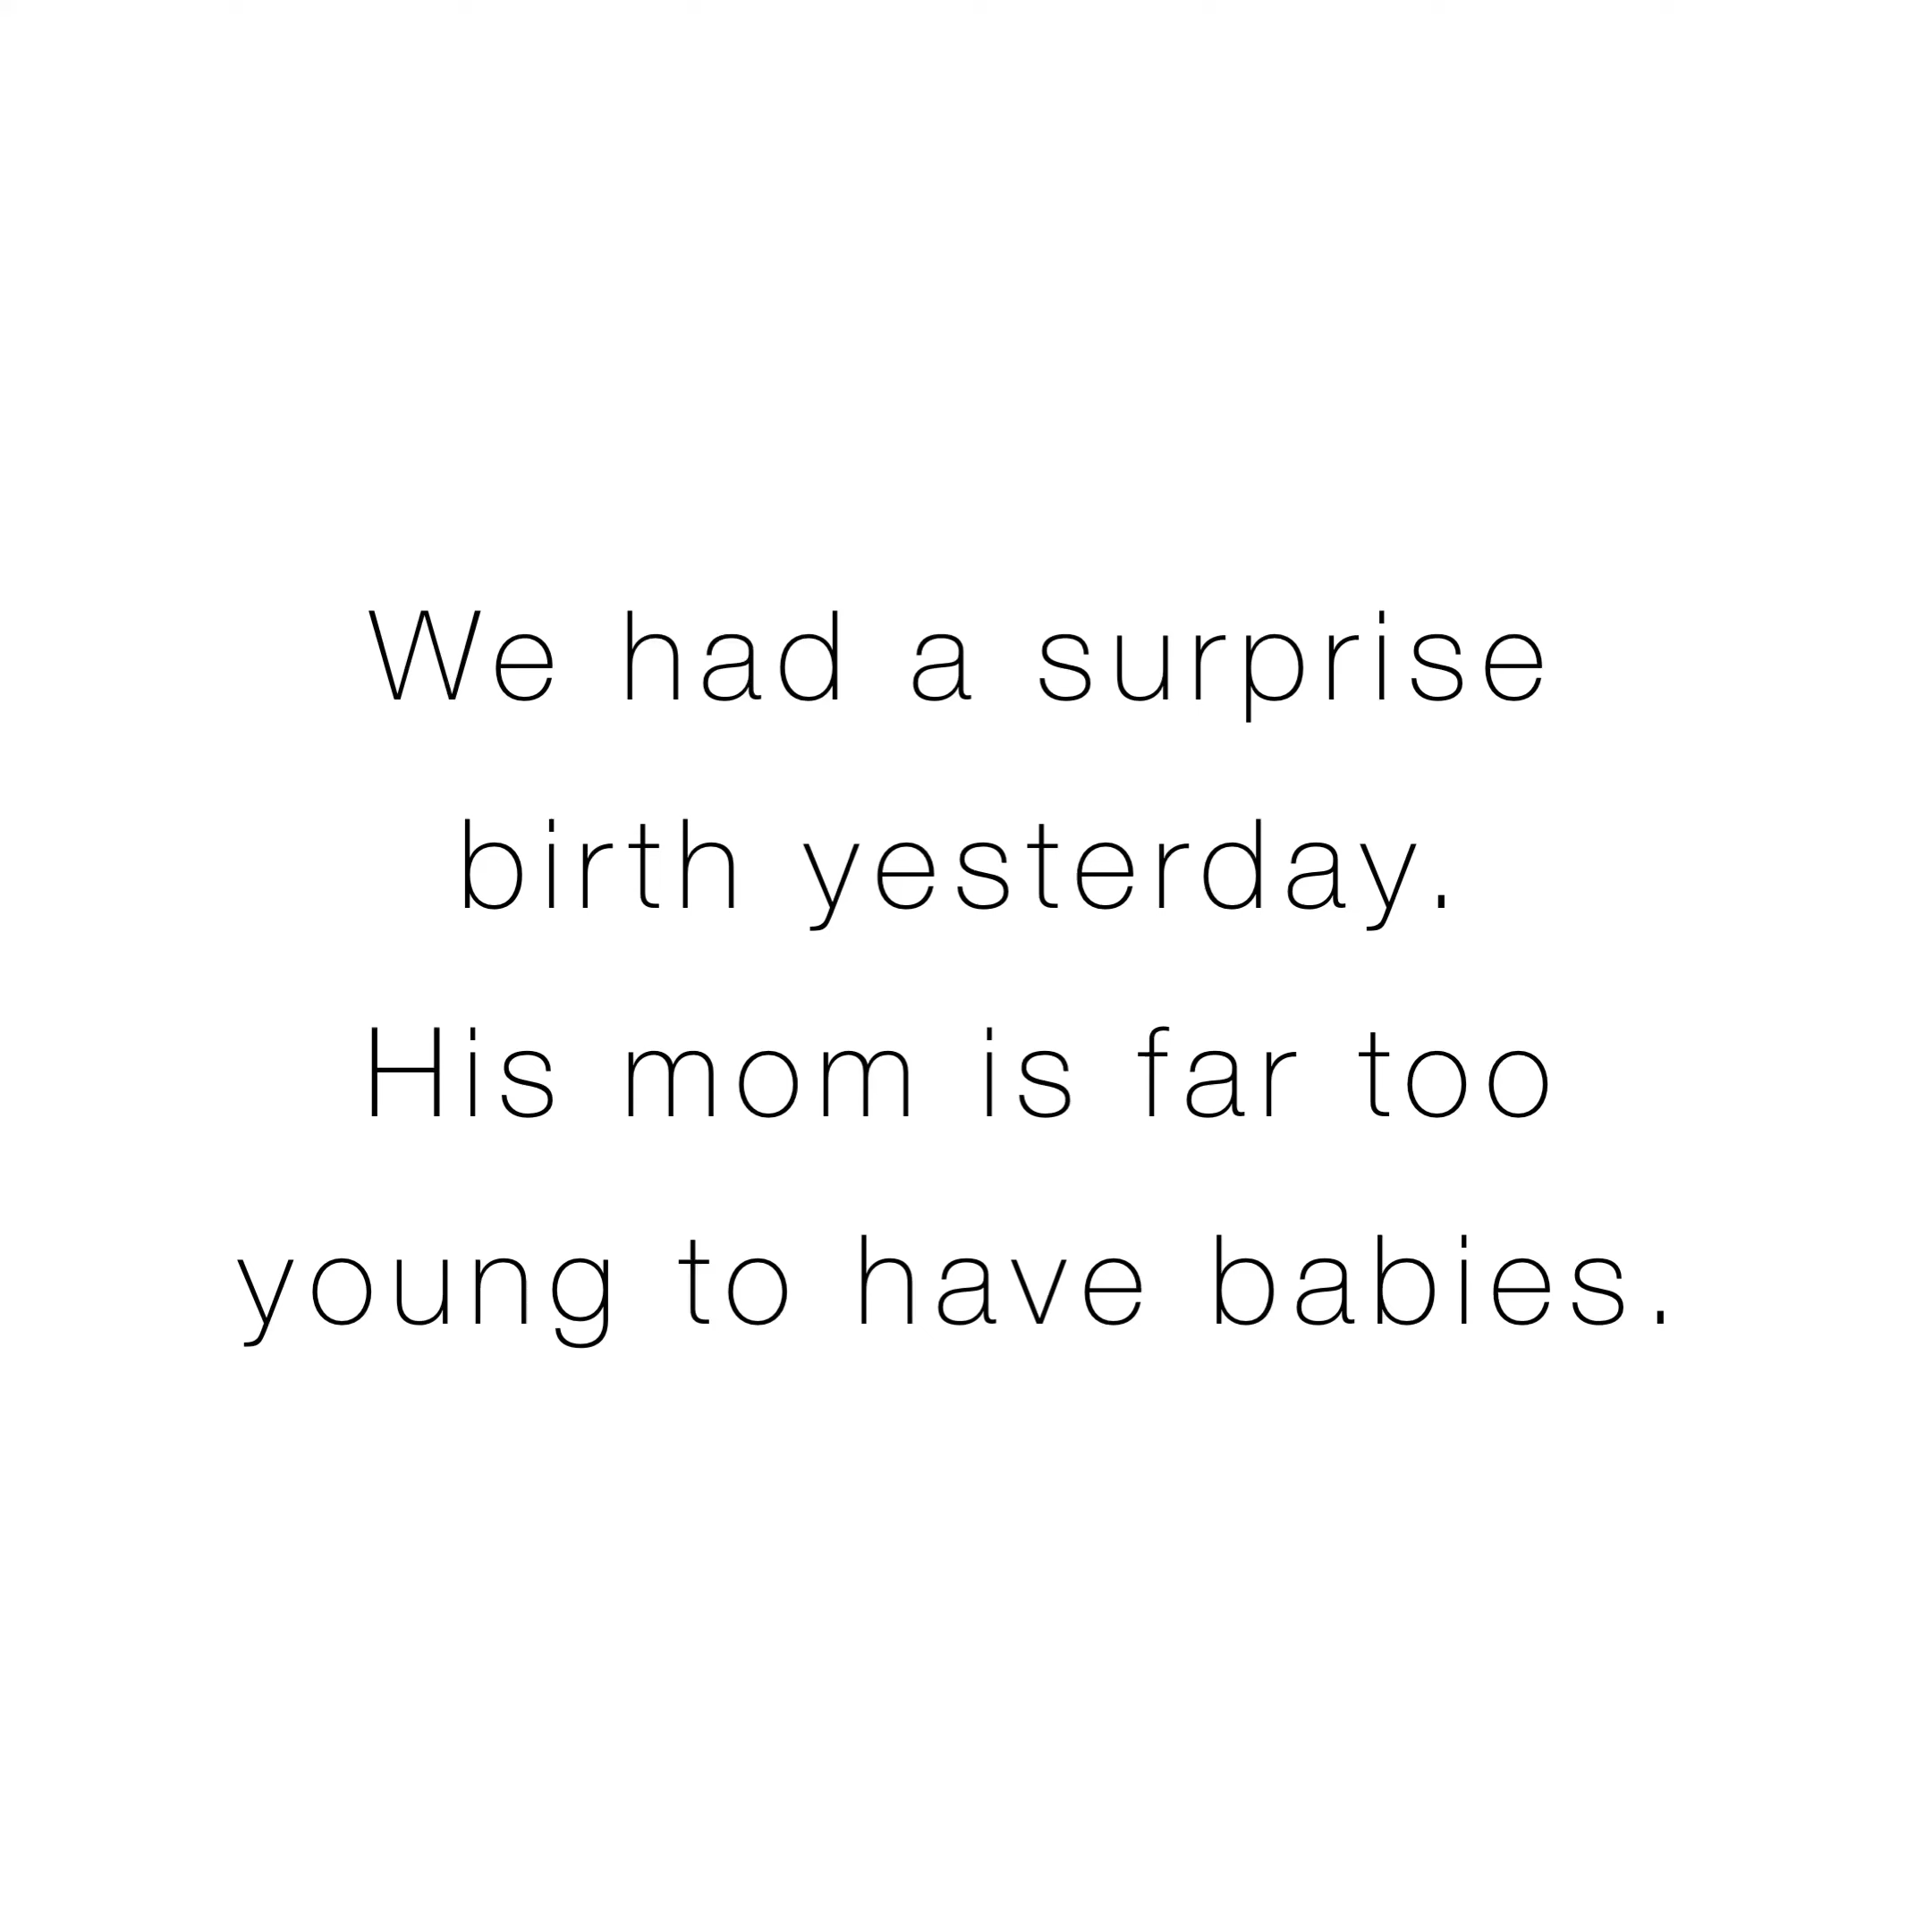 We had a surprise
birth yesterday.
His mom is far too
young to have babies.